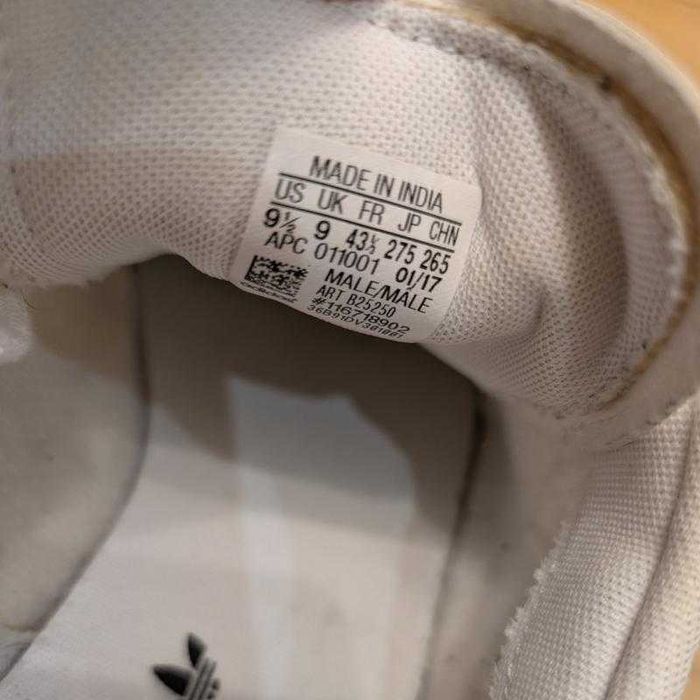 MADE IN INDIA
US UK FR JP CHN
9½ 9 43⅓ 275 265
APC 011001 01/17
MALE/MALE
ART B25250
#116718902